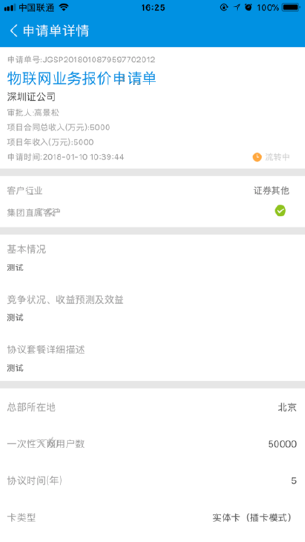 中国联通 16:25 100%
申请单详情
申请单号:JGSP2018010879597702012
物联网业务报价申请单
深圳证公司
审批人:高景松
项目合同总收入(万元):5000
项目年收入(万元):5000
申请时间:2018-01-10 10:39:44 流转中
客户行业 证券其他
集团直属客户
基本情况
测试
竞争状况、收益预测及效益
测试
协议套餐详细描述
测试
总部所在地 北京
一次性入网用户数 50000
协议时间(年) 5
卡类型 实体卡（插卡模式）